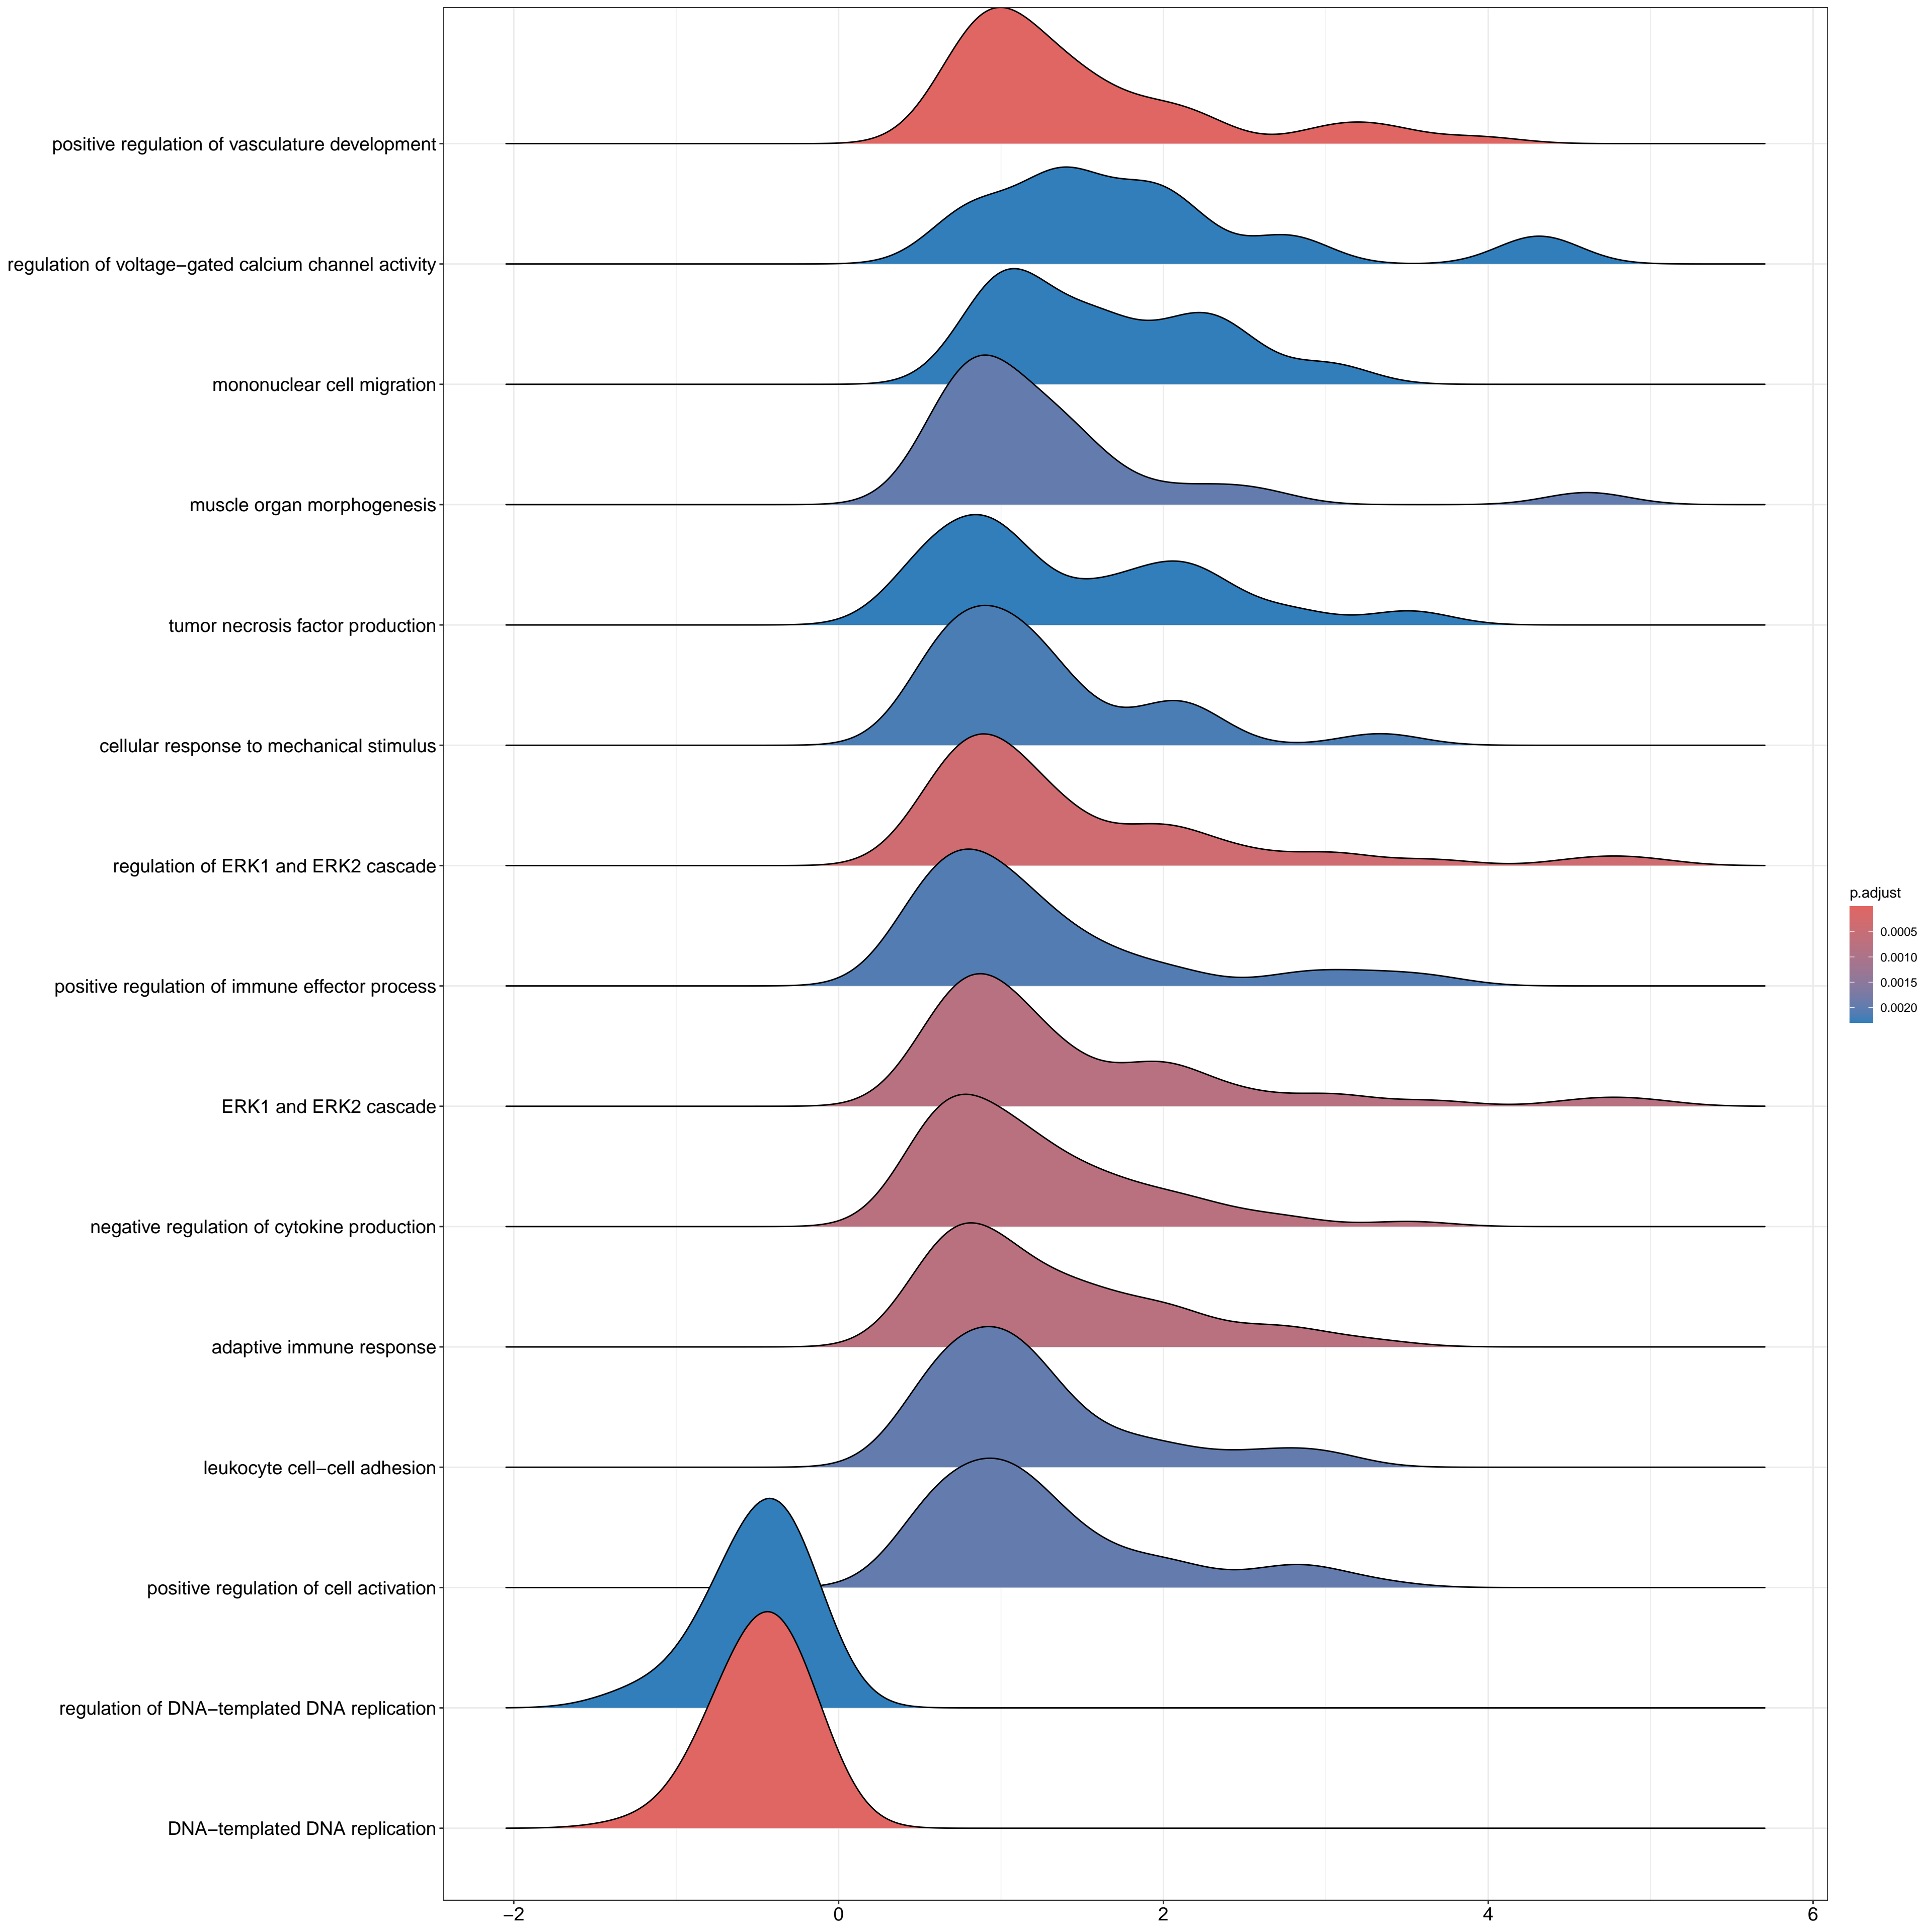 positive regulation of vasculature development
regulation of voltage−gated calcium channel activity
mononuclear cell migration
muscle organ morphogenesis
tumor necrosis factor production
cellular response to mechanical stimulus
regulation of ERK1 and ERK2 cascade
positive regulation of immune effector process
ERK1 and ERK2 cascade
negative regulation of cytokine production
adaptive immune response
leukocyte cell−cell adhesion
positive regulation of cell activation
regulation of DNA−templated DNA replication
DNA−templated DNA replication
−2 0 2 4 6
p.adjust
0.0005
0.0010
0.0015
0.0020